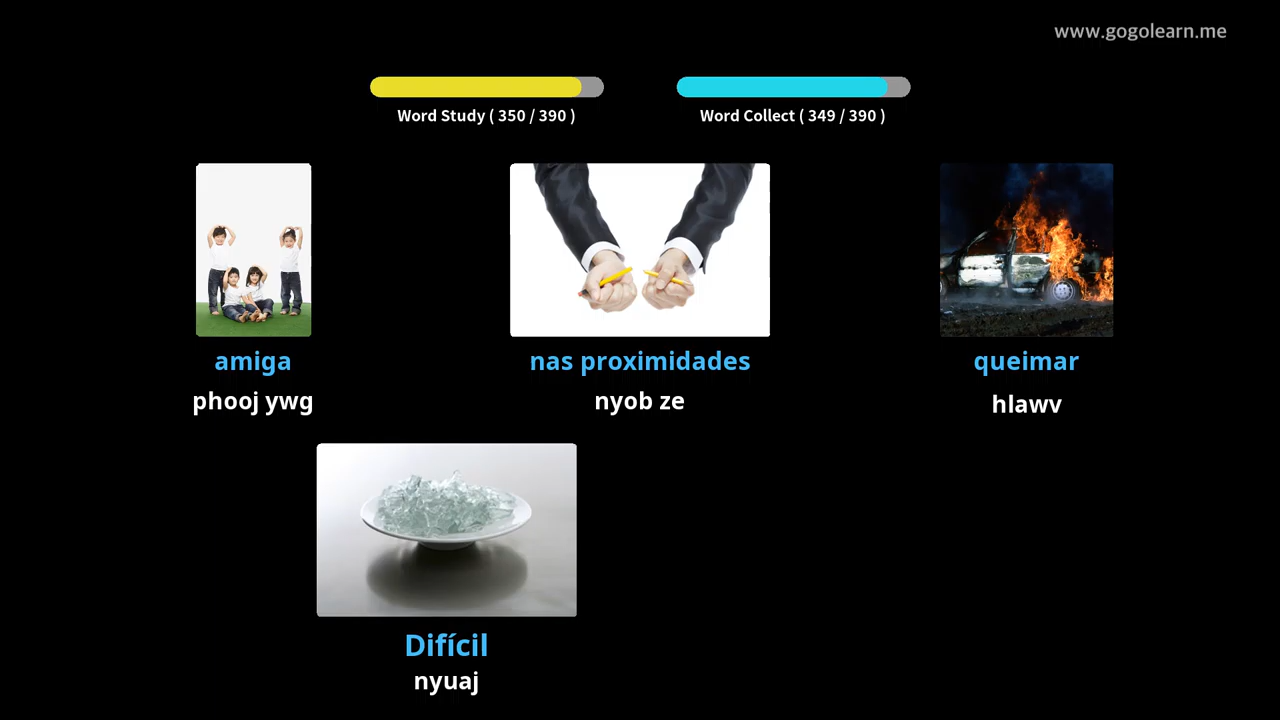 www.gogolearn.me
Word Study ( 350 / 390 )
Word Collect ( 349 / 390 )
amiga
phooj ywg
nas proximidades
nyob ze
queimar
hlawv
Difícil
nyuaj